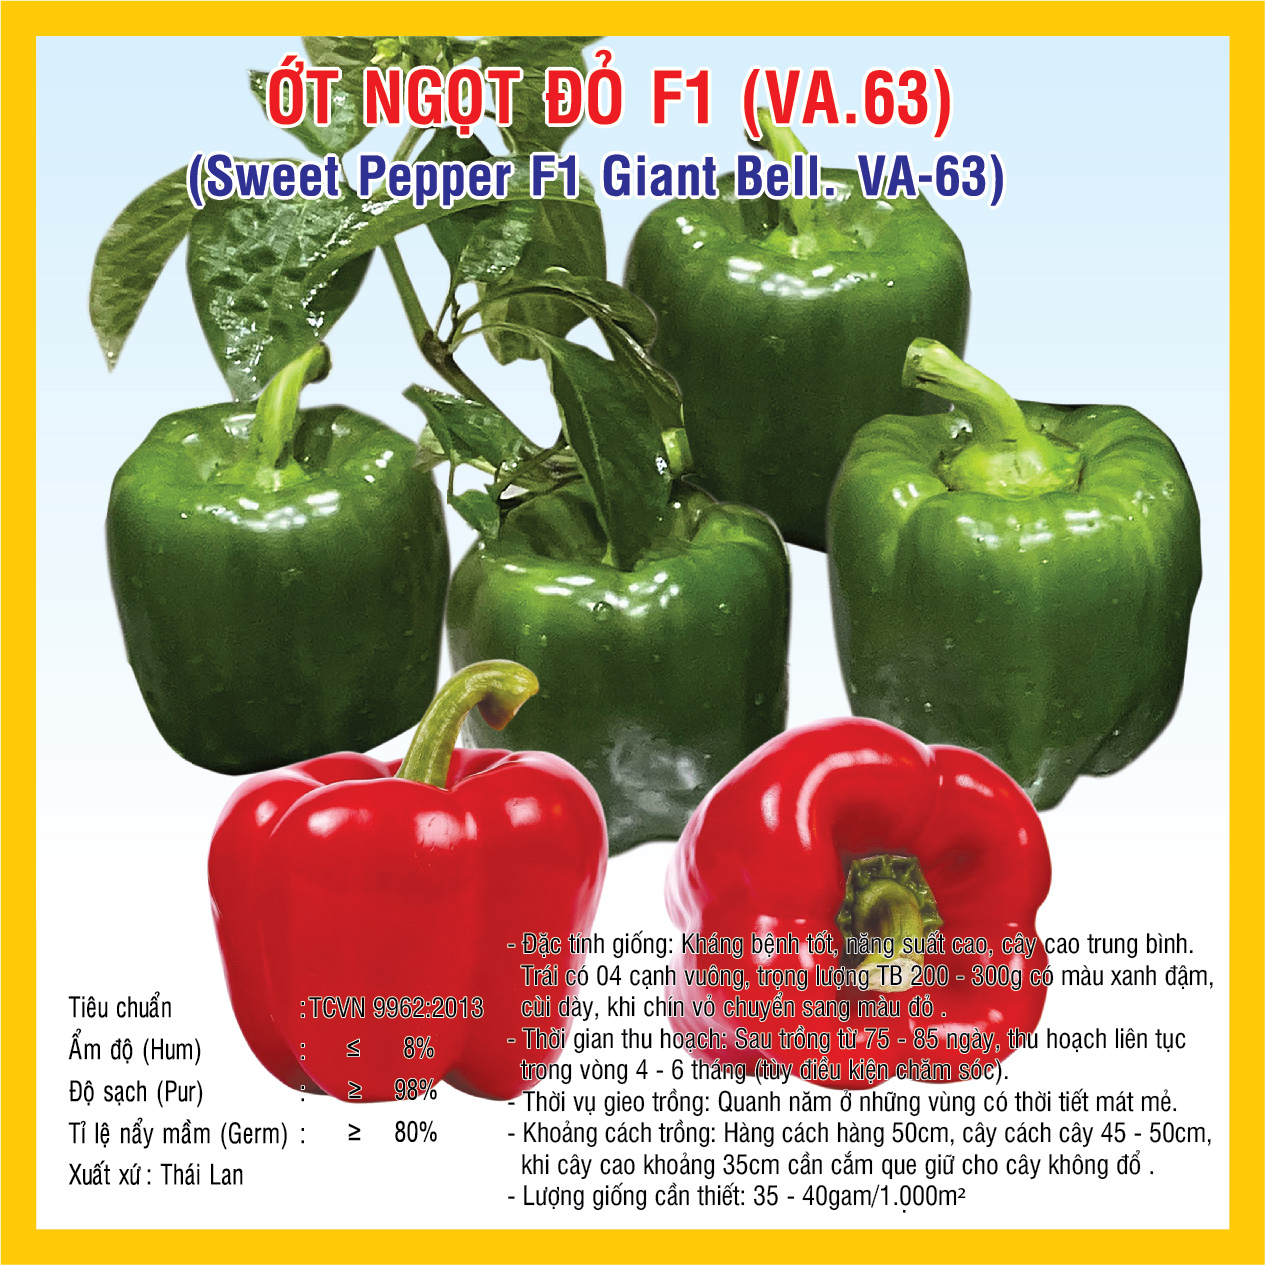 ỚT NGỌT ĐỎ F1 (VA.63)
(Sweet Pepper F1 Giant Bell. VA-63)
Tiêu chuẩn : TCVN 9962:2013
Ẩm độ (Hum) : ≤ 8%
Độ sạch (Pur) : ≥ 98%
Tỉ lệ nẩy mầm (Germ) : ≥ 80%
Xuất xứ : Thái Lan
- Đặc tính giống: Kháng bệnh tốt, năng suất cao, cây cao trung bình.
Trái có 04 cạnh vuông, trọng lượng TB 200 - 300g có màu xanh đậm,
cùi dày, khi chín vỏ chuyển sang màu đỏ .
- Thời gian thu hoạch: Sau trồng từ 75 - 85 ngày, thu hoạch liên tục
trong vòng 4 - 6 tháng (tùy điều kiện chăm sóc).
- Thời vụ gieo trồng: Quanh năm ở những vùng có thời tiết mát mẻ.
- Khoảng cách trồng: Hàng cách hàng 50cm, cây cách cây 45 - 50cm,
khi cây cao khoảng 35cm cần cắm que giữ cho cây không đổ .
- Lượng giống cần thiết: 35 - 40gam/1.000m²